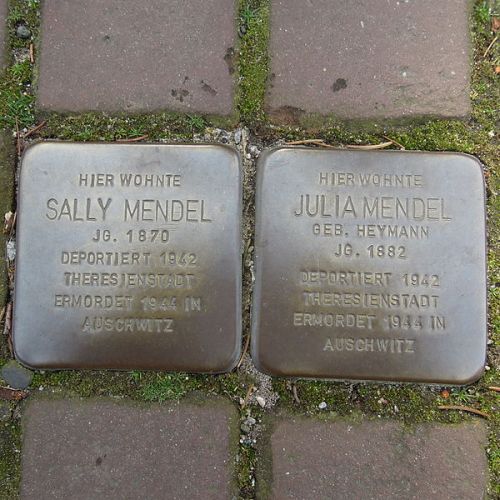 HIER WOHNTE
SALLY MENDEL
JG. 1870
DEPORTIERT 1942
THERESIENSTADT
ERMORDET 1944 IN
AUSCHWITZ
HIER WOHNTE
JULIA MENDEL
GEB. HEYMANN
JG. 1882
DEPORTIERT 1942
THERESIENSTADT
ERMORDET 1944 IN
AUSCHWITZ